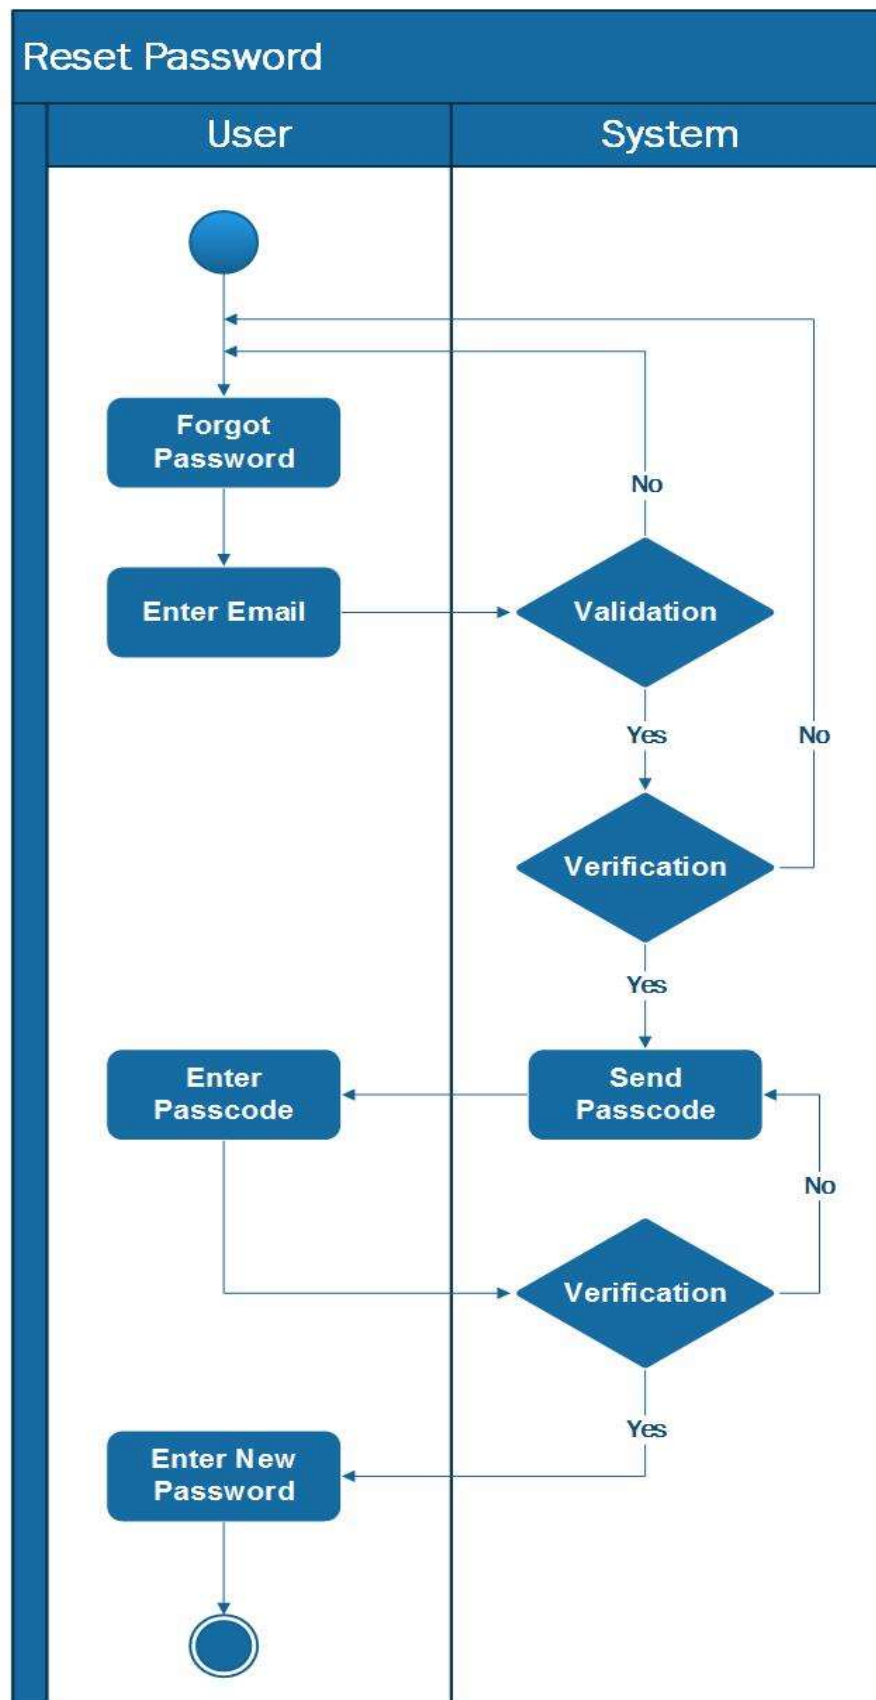 Reset Password
User
System
Forgot
Password
No
Enter Email
Validation
Yes
No
Verification
Yes
Enter
Passcode
Send
Passcode
No
Verification
Yes
Enter New
Password